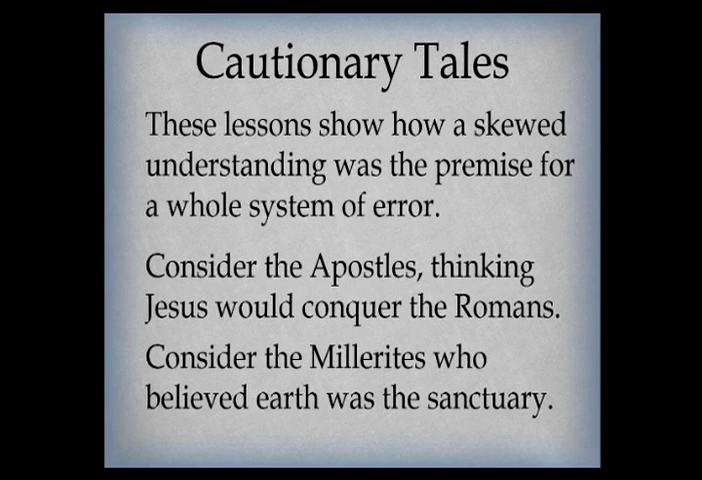 Cautionary Tales
These lessons show how a skewed
understanding was the premise for
a whole system of error.
Consider the Apostles, thinking
Jesus would conquer the Romans.
Consider the Millerites who
believed earth was the sanctuary.